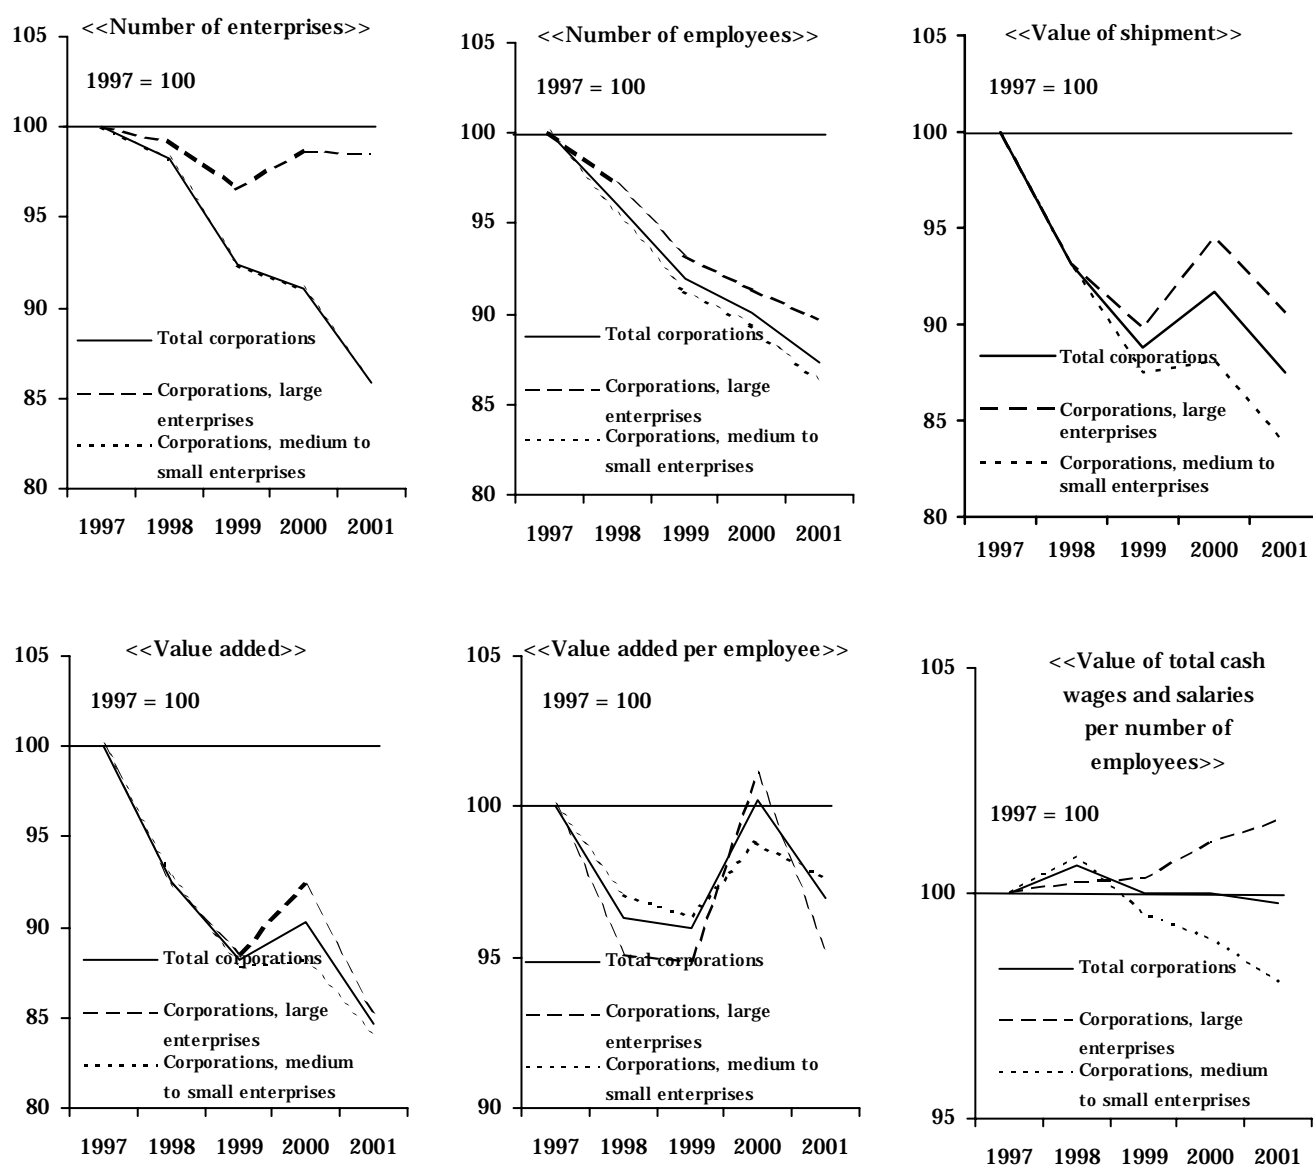 <<Number of enterprises>>
1997 = 100
105
100
95
90
85
80
Total corporations
Corporations, large
enterprises
Corporations, medium to
small enterprises
1997 1998 1999 2000 2001
<<Number of employees>>
1997 = 100
105
100
95
90
85
80
Total corporations
Corporations, large
enterprises
Corporations, medium to
small enterprises
1997 1998 1999 2000 2001
<<Value of shipment>>
1997 = 100
105
100
95
90
85
80
Total corporations
Corporations, large
enterprises
Corporations, medium to
small enterprises
1997 1998 1999 2000 2001
<<Value added>>
1997 = 100
105
100
95
90
85
80
Total corporations
Corporations, large
enterprises
Corporations, medium
to small enterprises
1997 1998 1999 2000 2001
<<Value added per employee>>
1997 = 100
105
100
95
90
Total corporations
Corporations, large
enterprises
Corporations, medium to
small enterprises
1997 1998 1999 2000 2001
<<Value of total cash
wages and salaries
per number of
employees>>
1997 = 100
105
100
95
Total corporations
Corporations, large
enterprises
Corporations, medium
to small enterprises
1997 1998 1999 2000 2001